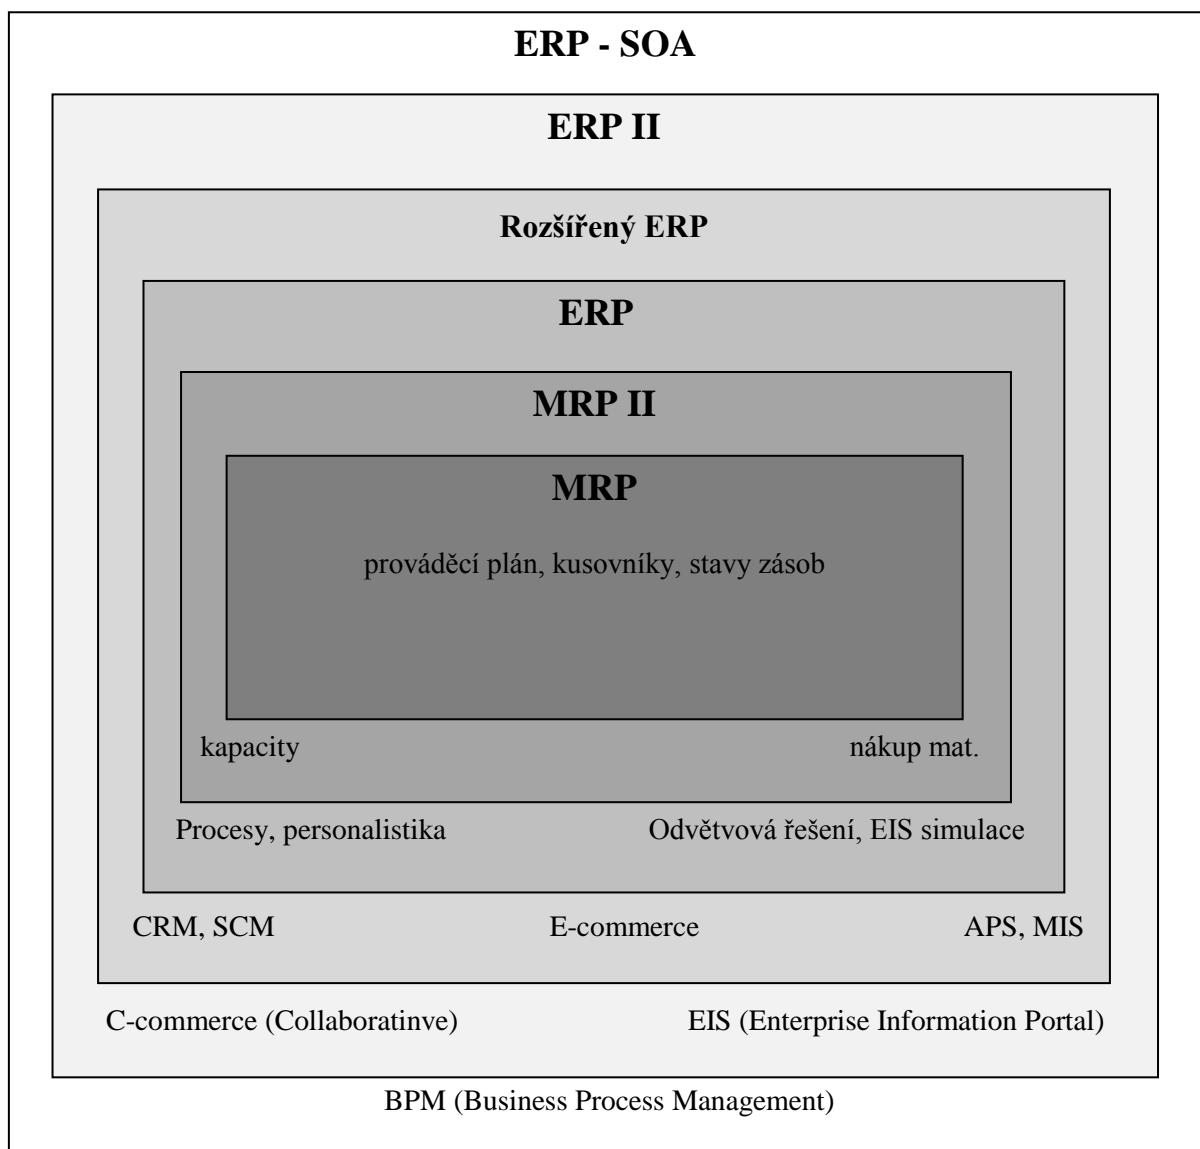 ERP - SOA
ERP II
Rozšířený ERP
ERP
MRP II
MRP
prováděcí plán, kusovníky, stavy zásob
kapacity nákup mat.
Procesy, personalistika Odvětvová řešení, EIS simulace
CRM, SCM E-commerce APS, MIS
C-commerce (Collaboratinve) EIS (Enterprise Information Portal)
BPM (Business Process Management)